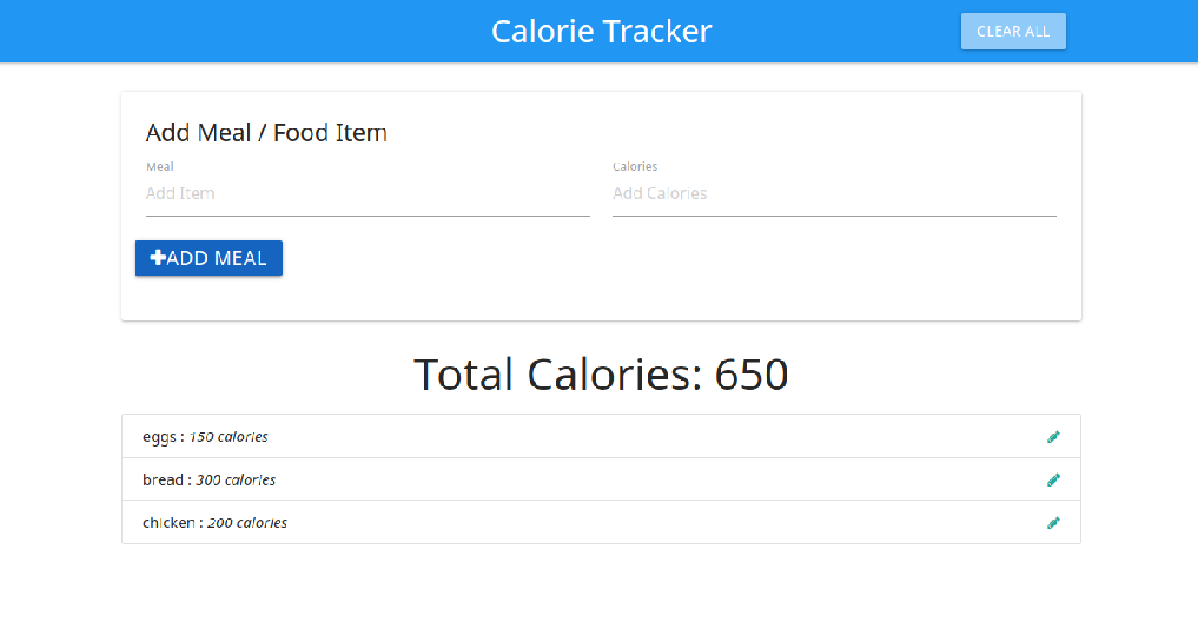 Calorie Tracker
CLEAR ALL
Add Meal / Food Item
Meal
Calories
Add Item
Add Calories
ADD MEAL
Total Calories: 650
eggs : 150 calories
bread : 300 calories
chicken : 200 calories